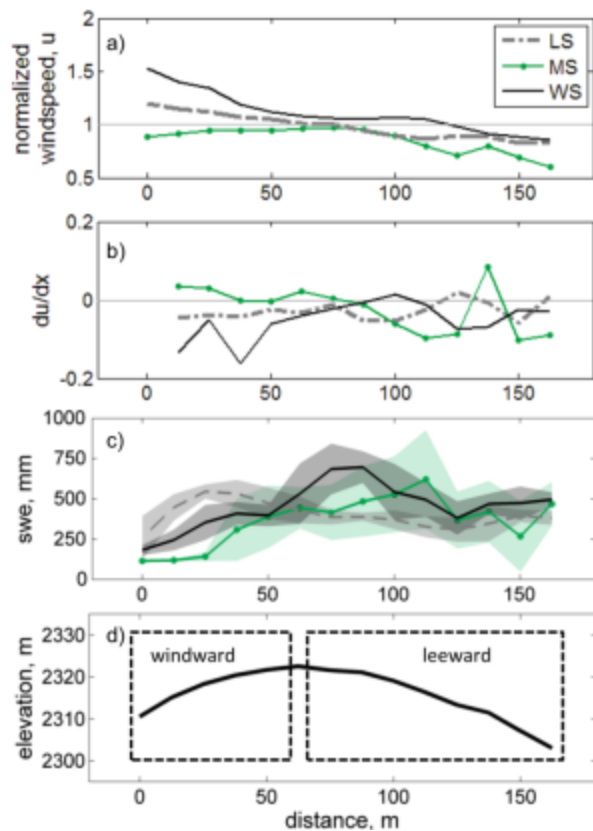 2
a)
LS
MS
WS
1.5
1
0.5
normalized
windspeed, u
0
50
100
150
0.2
b)
0
-0.2
du/dx
0
50
100
150
1000
c)
750
500
250
0
swe, mm
0
50
100
150
2330
d)
windward
leeward
2320
2310
2300
elevation, m
0
50
100
150
distance, m